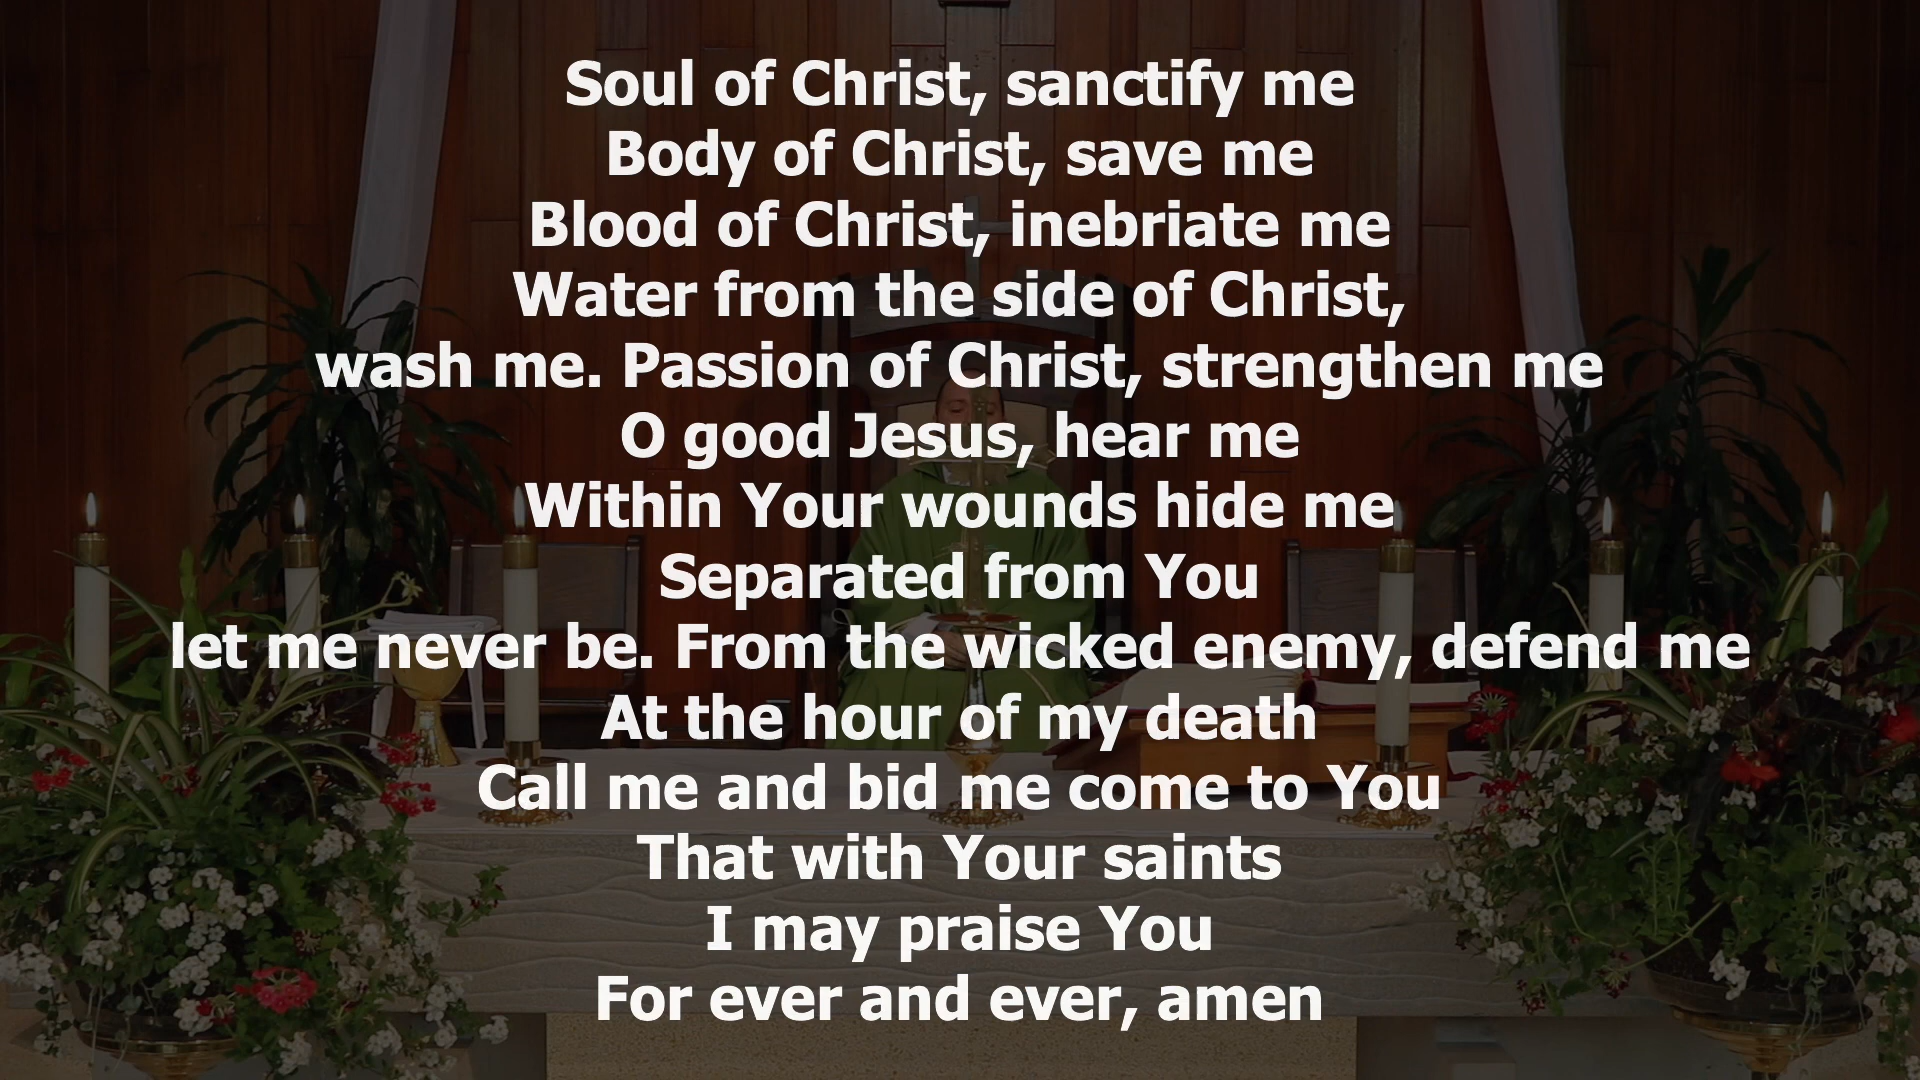 Soul of Christ, sanctify me
Body of Christ, save me
Blood of Christ, inebriate me
Water from the side of Christ,
wash me. Passion of Christ, strengthen me
O good Jesus, hear me
Within Your wounds hide me
Separated from You
let me never be. From the wicked enemy, defend me
At the hour of my death
Call me and bid me come to You
That with Your saints
I may praise You
For ever and ever, amen